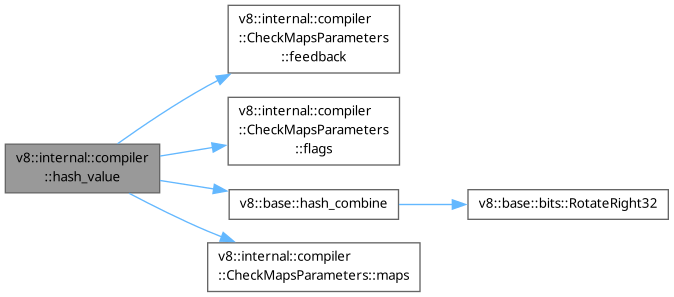 v8::internal::compiler
::hash_value
v8::internal::compiler
::CheckMapsParameters
::feedback
v8::internal::compiler
::CheckMapsParameters
::flags
v8::base::hash_combine
v8::base::bits::RotateRight32
v8::internal::compiler
::CheckMapsParameters::maps